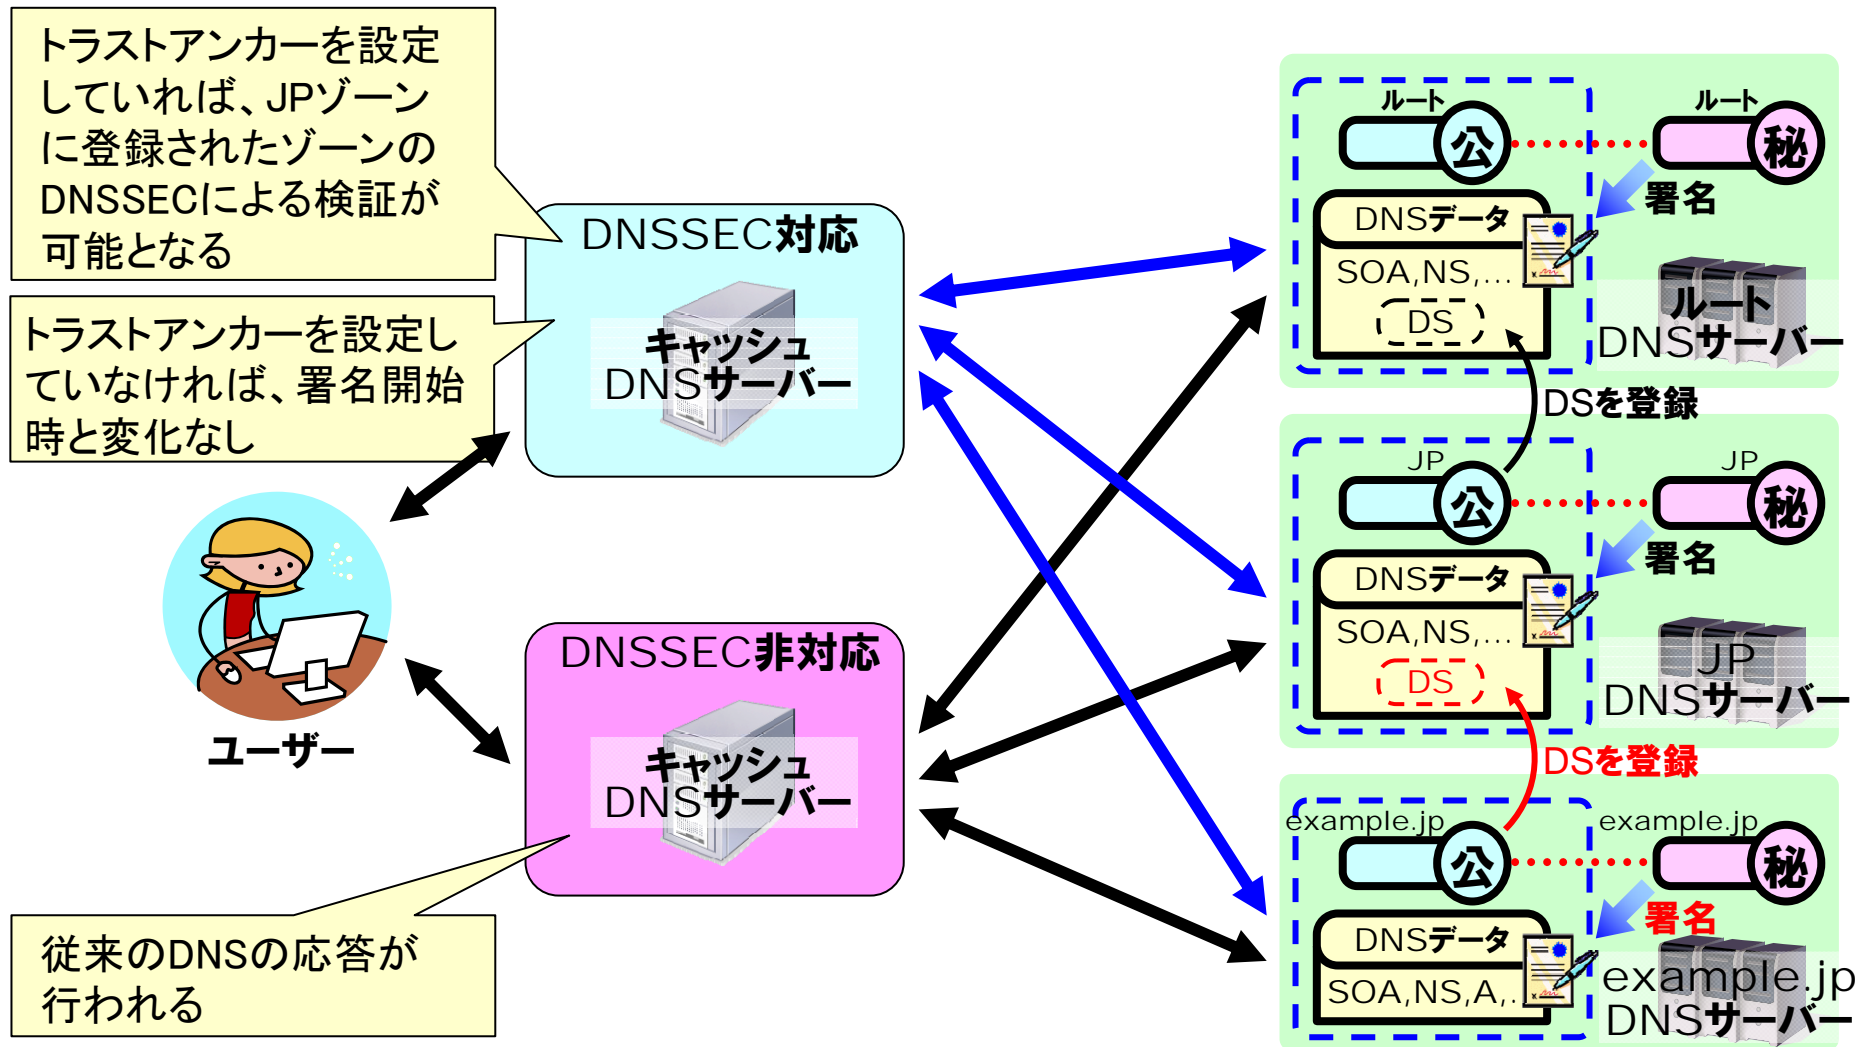 トラストアンカーを設定
していれば、JPゾーン
に登録されたゾーンの
DNSSECによる検証が
可能となる
トラストアンカーを設定し
ていなければ、署名開始
時と変化なし
ユーザー
DNSSEC対応
キャッシュ
DNSサーバー
DNSSEC非対応
キャッシュ
DNSサーバー
従来のDNSの応答が
行われる
ルート
公
ルート
秘
署名
DNSデータ
SOA,NS,...
DS
ルート
DNSサーバー
DSを登録
JP
公
JP
秘
署名
DNSデータ
SOA,NS,...
DS
JP
DNSサーバー
DSを登録
example.jp
公
example.jp
秘
署名
DNSデータ
SOA,NS,A,..
example.jp
DNSサーバー